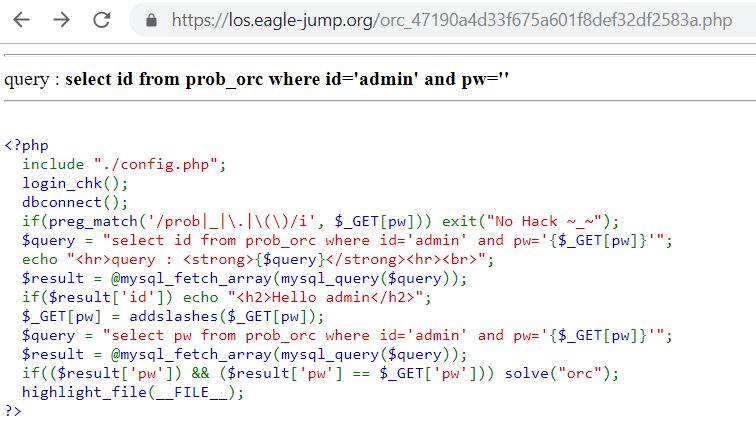 https://los.eagle-jump.org/orc_47190a4d33f675a601f8def32df2583a.php
query : select id from prob_orc where id='admin' and pw=''
<?php
  include "./config.php";
  login_chk();
  dbconnect();
  if(preg_match('/prob|_|\.|\(\)/i', $_GET[pw])) exit("No Hack ~_~");
  $query = "select id from prob_orc where id='admin' and pw='{$_GET[pw]}'";
  echo "<hr>query : <strong>{$query}</strong><hr><br>";
  $result = @mysql_fetch_array(mysql_query($query));
  if($result['id']) echo "<h2>Hello admin</h2>";
  $_GET[pw] = addslashes($_GET[pw]);
  $query = "select pw from prob_orc where id='admin' and pw='{$_GET[pw]}'";
  $result = @mysql_fetch_array(mysql_query($query));
  if(($result['pw']) && ($result['pw'] == $_GET['pw'])) solve("orc");
  highlight_file(__FILE__);
?>